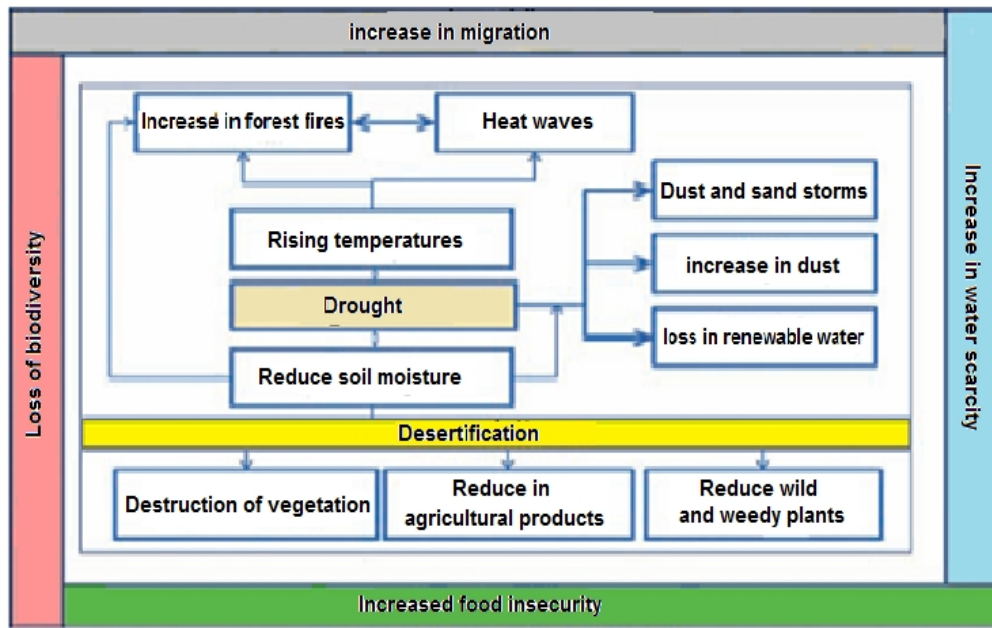 increase in migration
Loss of biodiversity
Increase in water scarcity
Increase in forest fires
Heat waves
Dust and sand storms
Rising temperatures
increase in dust
Drought
loss in renewable water
Reduce soil moisture
Desertification
Destruction of vegetation
Reduce in
agricultural products
Reduce wild
and weedy plants
Increased food insecurity